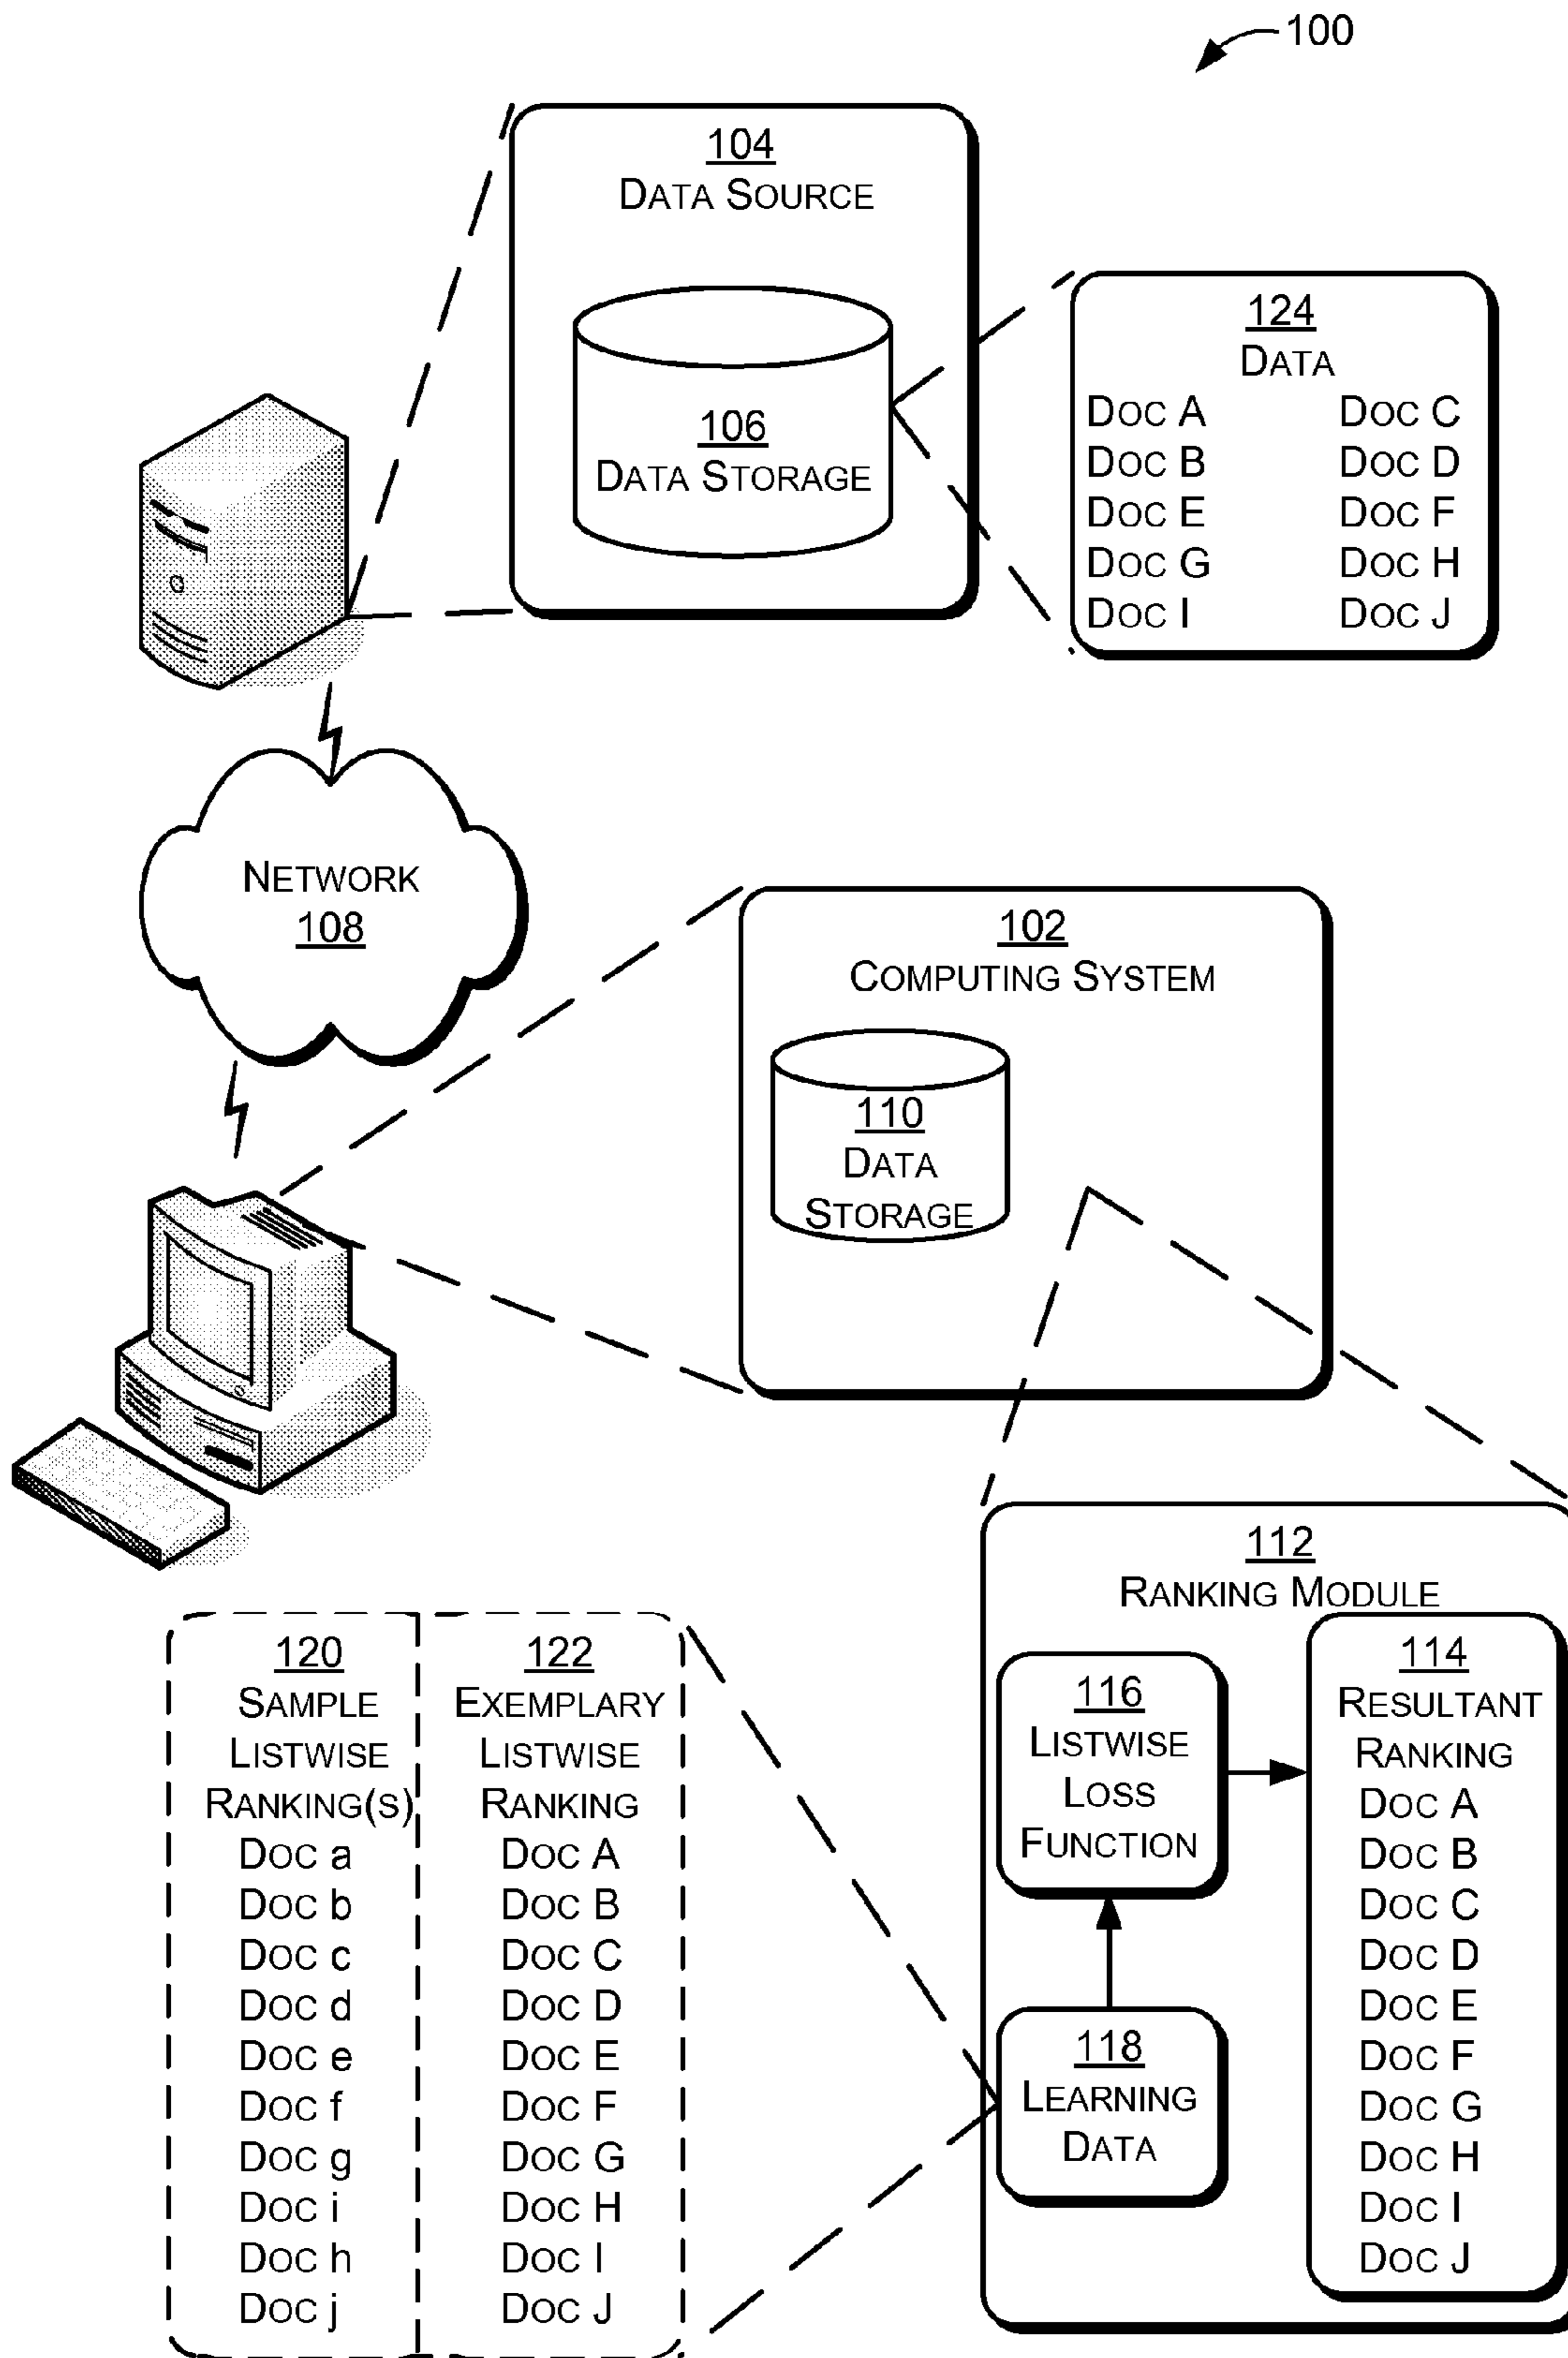 100
104
DATA SOURCE
106
DATA STORAGE
124
DATA
DOC A DOC C
DOC B DOC D
DOC E DOC F
DOC G DOC H
DOC I DOC J
NETWORK
108
102
COMPUTING SYSTEM
110
DATA
STORAGE
112
RANKING MODULE
120
SAMPLE
LISTWISE
RANKING(S)
DOC a
DOC b
DOC c
DOC d
DOC e
DOC f
DOC g
DOC i
DOC h
DOC j
122
EXEMPLARY
LISTWISE
RANKING
DOC A
DOC B
DOC C
DOC D
DOC E
DOC F
DOC G
DOC H
DOC I
DOC J
116
LISTWISE
LOSS
FUNCTION
118
LEARNING
DATA
114
RESULTANT
RANKING
DOC A
DOC B
DOC C
DOC D
DOC E
DOC F
DOC G
DOC H
DOC I
DOC J